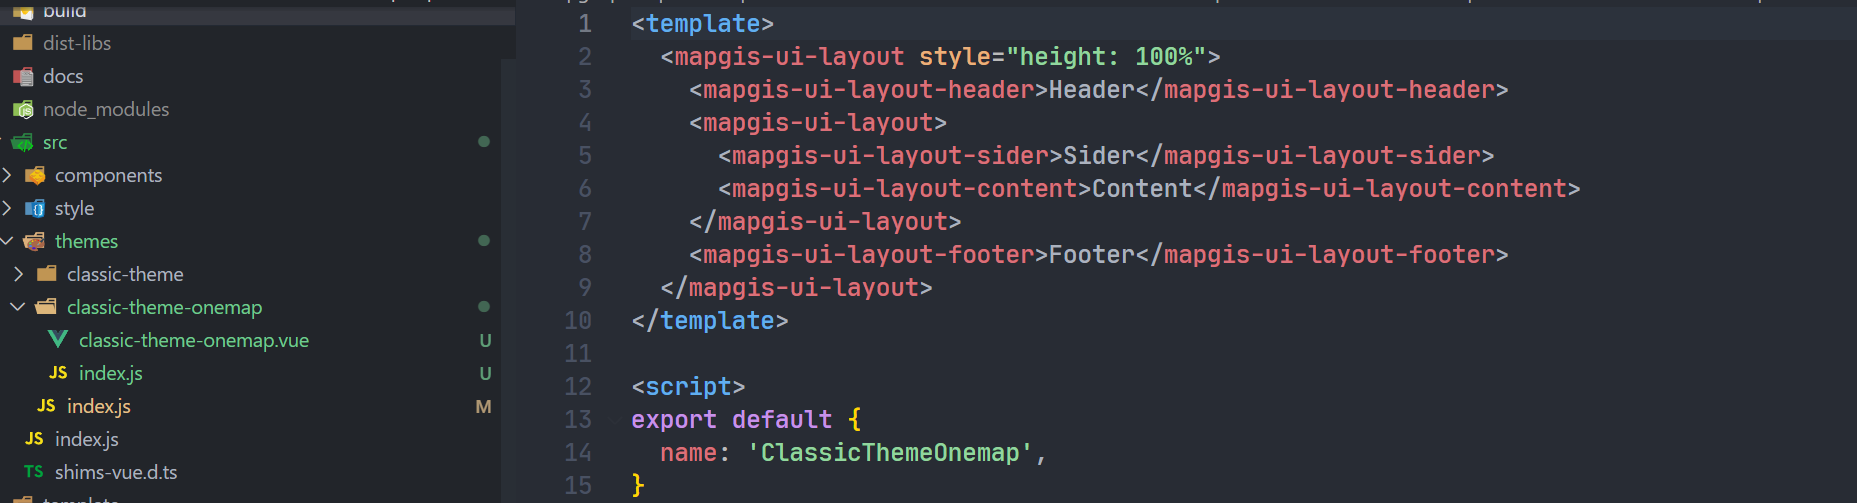 build
dist-libs
docs
node_modules
src
components
style
themes
classic-theme
classic-theme-onemap
classic-theme-onemap.vue U
JS index.js U
JS index.js M
JS index.js
TS shims-vue.d.ts
1 <template>
2 <mapgis-ui-layout style="height: 100%">
3 <mapgis-ui-layout-header>Header</mapgis-ui-layout-header>
4 <mapgis-ui-layout>
5 <mapgis-ui-layout-sider>Sider</mapgis-ui-layout-sider>
6 <mapgis-ui-layout-content>Content</mapgis-ui-layout-content>
7 </mapgis-ui-layout>
8 <mapgis-ui-layout-footer>Footer</mapgis-ui-layout-footer>
9 </mapgis-ui-layout>
10 </template>
11
12 <script>
13 export default {
14 name: 'ClassicThemeOnemap',
15 }